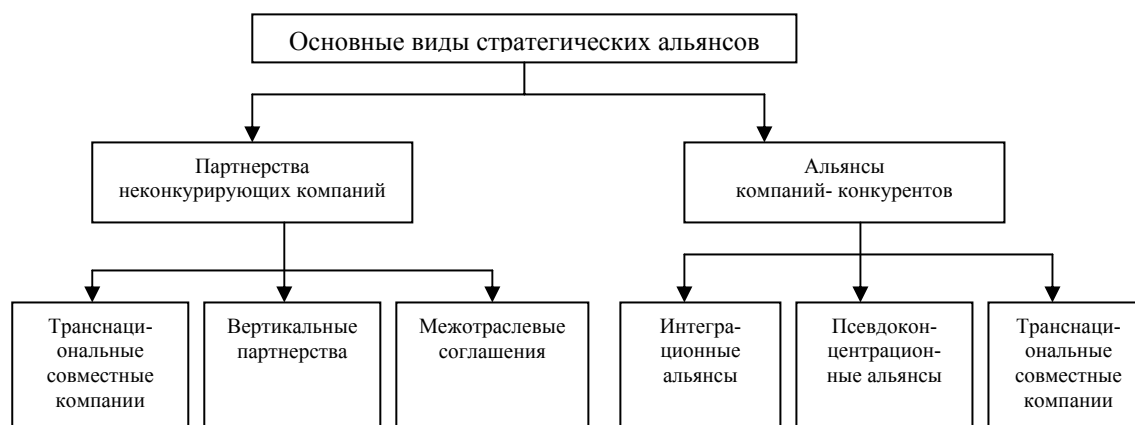 Основные виды стратегических альянсов
Партнерства
неконкурирующих компаний
Альянсы
компаний- конкурентов
Транснаци-
ональные
совместные
компании
Вертикальные
партнерства
Межотраслевые
соглашения
Интегра-
ционные
альянсы
Псевдокон-
центрацион-
ные альянсы
Транснаци-
ональные
совместные
компании